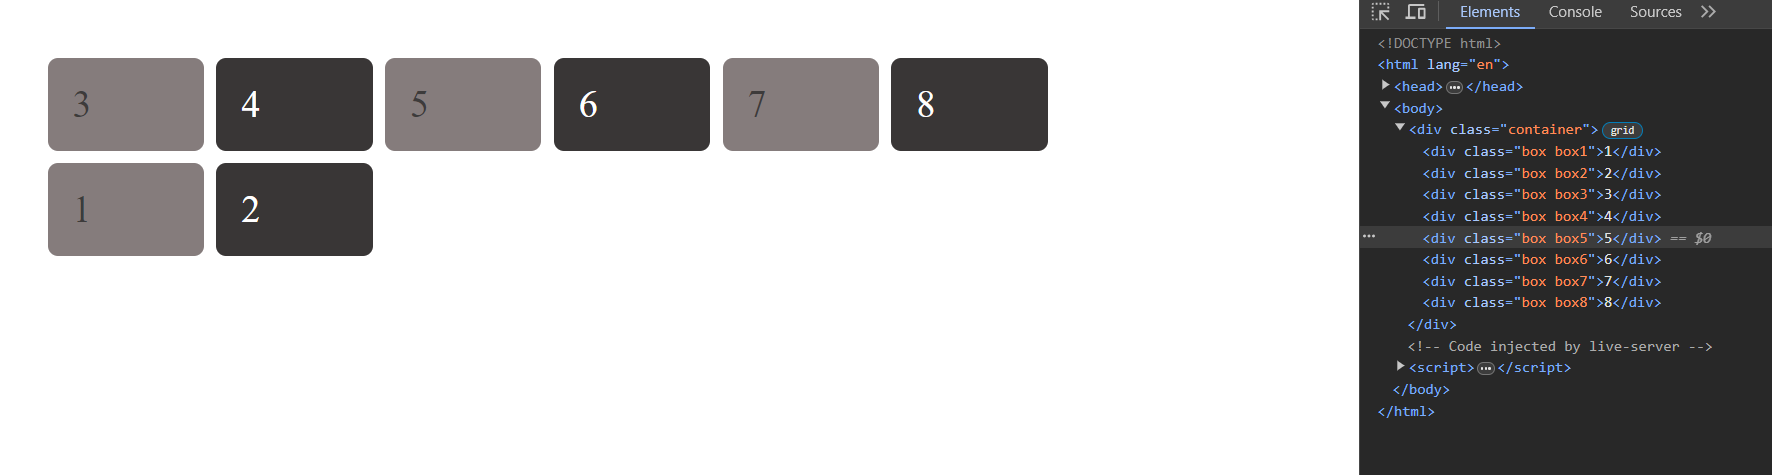 3 4 5 6 7 8
1 2
Elements Console Sources
<!DOCTYPE html>
<html lang="en">
<head> ••• </head>
<body>
<div class="container"> grid
<div class="box box1">1</div>
<div class="box box2">2</div>
<div class="box box3">3</div>
<div class="box box4">4</div>
<div class="box box5">5</div> == $0
<div class="box box6">6</div>
<div class="box box7">7</div>
<div class="box box8">8</div>
</div>
<!-- Code injected by live-server -->
<script> ••• </script>
</body>
</html>